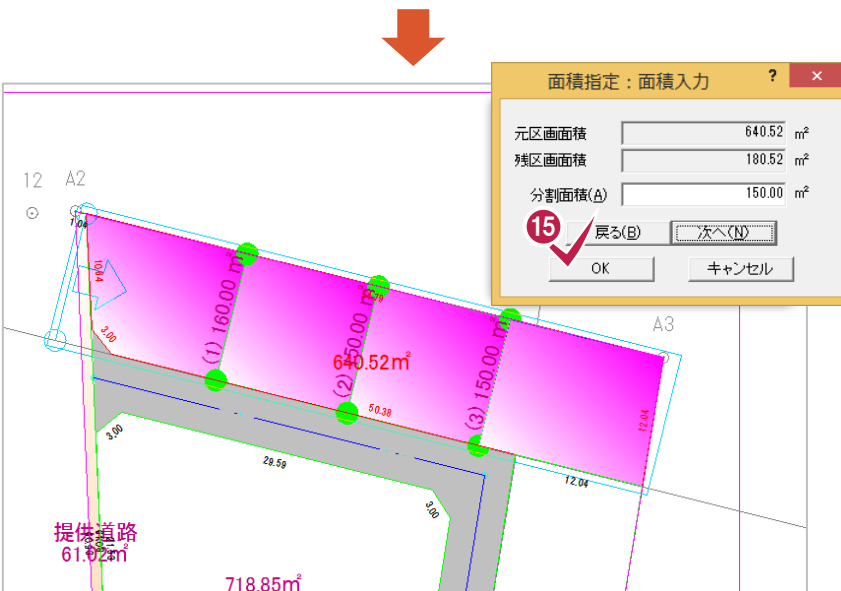 面積指定：面積入力
?
×
元区画面積 640.52 m²
残区画面積 180.52 m²
分割面積(A) 150.00 m²
15
戻る(B) 次へ(N)
OK キャンセル
12 A2
1.04
10.84
3.00
(1) 160.00 m²
(2) 150.00 m²
640.52m²
(3) 150.00 m²
A3
12.04
50.38
12.04
3.00
29.59
3.00
提供道路
61.02m²
718.85m²